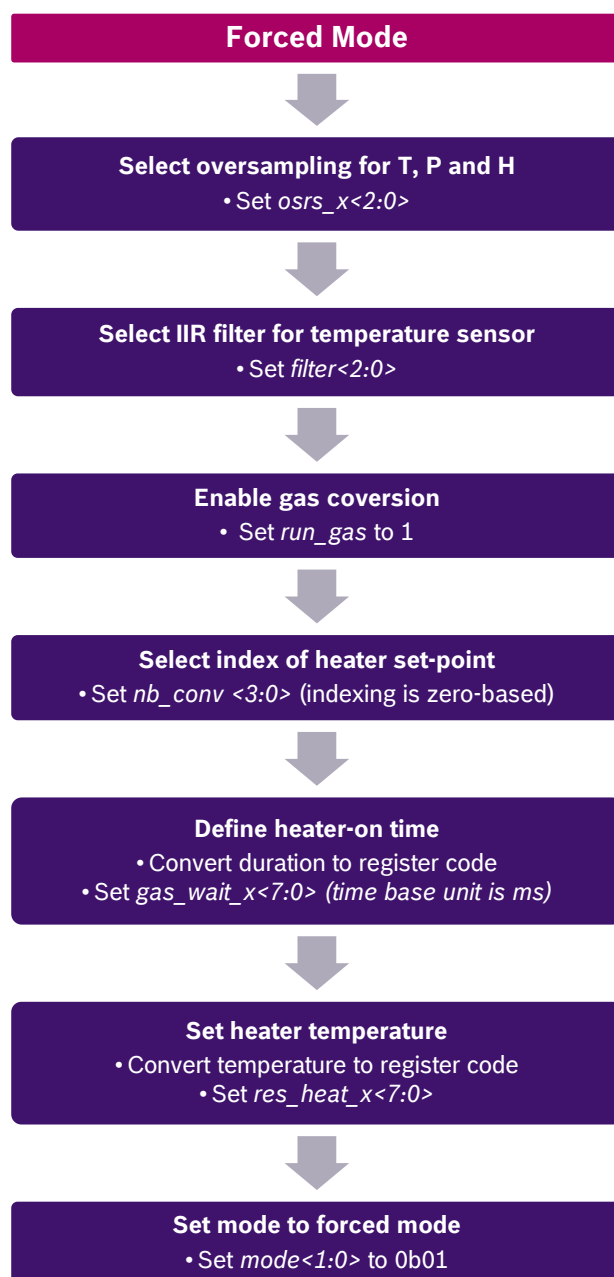 Forced Mode
Select oversampling for T, P and H
• Set osrs_x<2:0>
Select IIR filter for temperature sensor
• Set filter<2:0>
Enable gas coversion
• Set run_gas to 1
Select index of heater set-point
• Set nb_conv <3:0> (indexing is zero-based)
Define heater-on time
• Convert duration to register code
• Set gas_wait_x<7:0> (time base unit is ms)
Set heater temperature
• Convert temperature to register code
• Set res_heat_x<7:0>
Set mode to forced mode
• Set mode<1:0> to 0b01